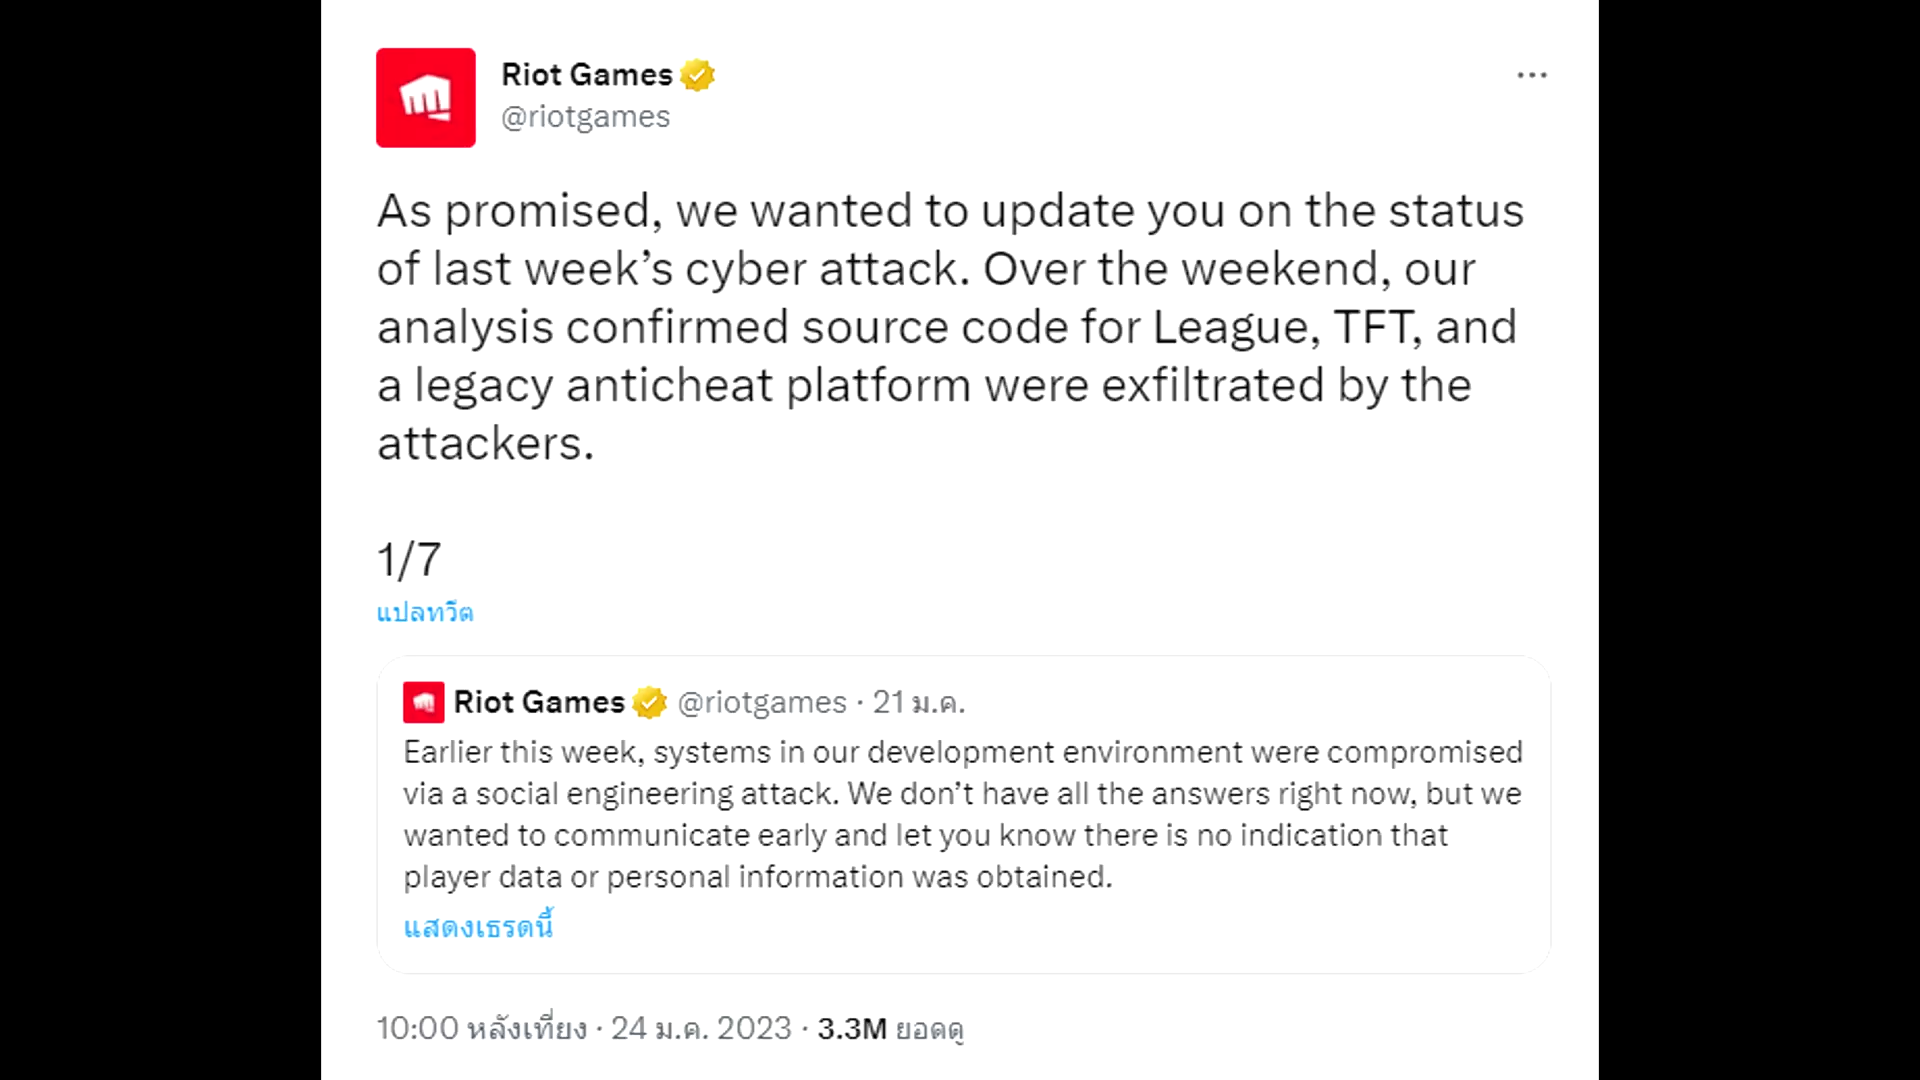 Riot Games
@riotgames
As promised, we wanted to update you on the status
of last week’s cyber attack. Over the weekend, our
analysis confirmed source code for League, TFT, and
a legacy anticheat platform were exfiltrated by the
attackers.
1/7
แปลทวีต
Riot Games @riotgames · 21 ม.ค.
Earlier this week, systems in our development environment were compromised
via a social engineering attack. We don’t have all the answers right now, but we
wanted to communicate early and let you know there is no indication that
player data or personal information was obtained.
แสดงเธรดนี้
10:00 หลังเที่ยง · 24 ม.ค. 2023 · 3.3M ยอดดู